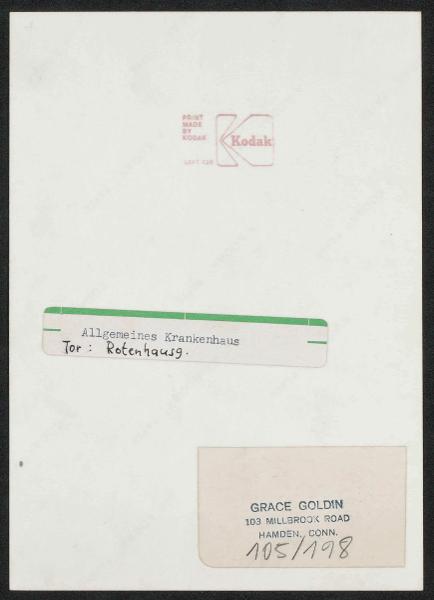 PRINT
MADE
BY
KODAK
Kodak
Allgemeines Krankenhaus
Tor: Rotenhausg.
GRACE GOLDIN
103 MILLBROOK ROAD
HAMDEN, CONN.
105/198